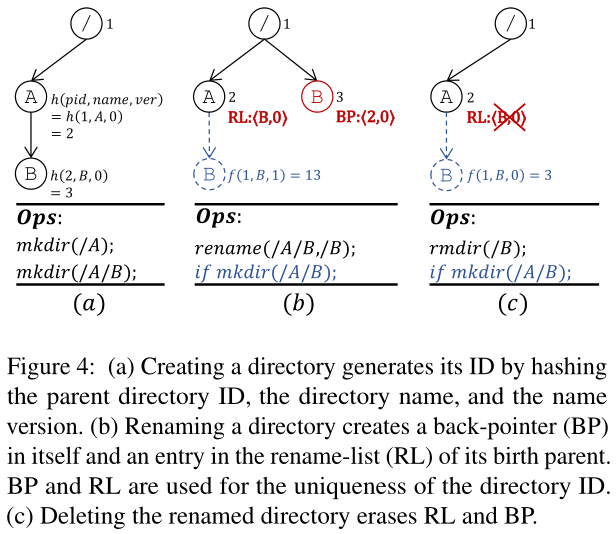 / 1
A h(pid,name,ver)
= h(1,A,0)
= 2
B h(2,B,0)
= 3
Ops:
mkdir(/A);
mkdir(/A/B);
(a)
/ 1
A 2
RL:⟨B,0⟩
B 3
BP:⟨2,0⟩
B f(1,B,1) = 13
Ops:
rename(/A/B,/B);
if mkdir(/A/B);
(b)
/ 1
A 2
RL:⟨B,0⟩
B f(1,B,0) = 3
Ops:
rmdir(/B);
if mkdir(/A/B);
(c)
Figure 4: (a) Creating a directory generates its ID by hashing
the parent directory ID, the directory name, and the name
version. (b) Renaming a directory creates a back-pointer (BP)
in itself and an entry in the rename-list (RL) of its birth parent.
BP and RL are used for the uniqueness of the directory ID.
(c) Deleting the renamed directory erases RL and BP.